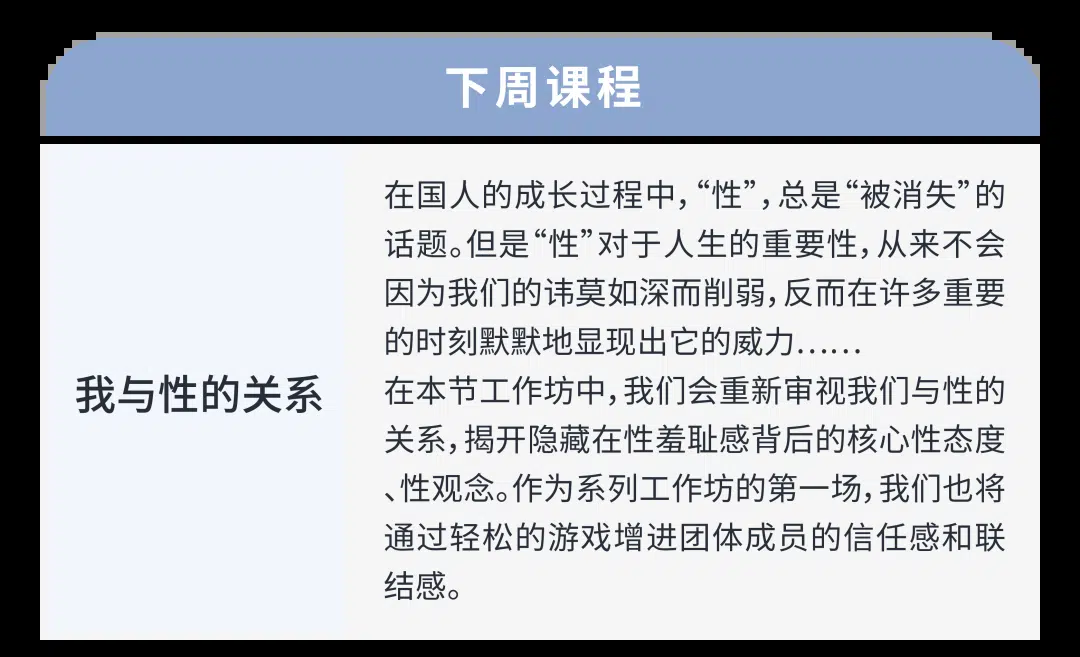 下周课程
我与性的关系
在国人的成长过程中，“性”，总是“被消失”的
话题。但是“性”对于人生的重要性，从来不会
因为我们的讳莫如深而削弱，反而在许多重要
的时刻默默地显现出它的威力……
在本节工作坊中，我们会重新审视我们与性的
关系，揭开隐藏在性羞耻感背后的核心性态度
、性观念。作为系列工作坊的第一场，我们也将
通过轻松的游戏增进团体成员的信任感和联
结感。